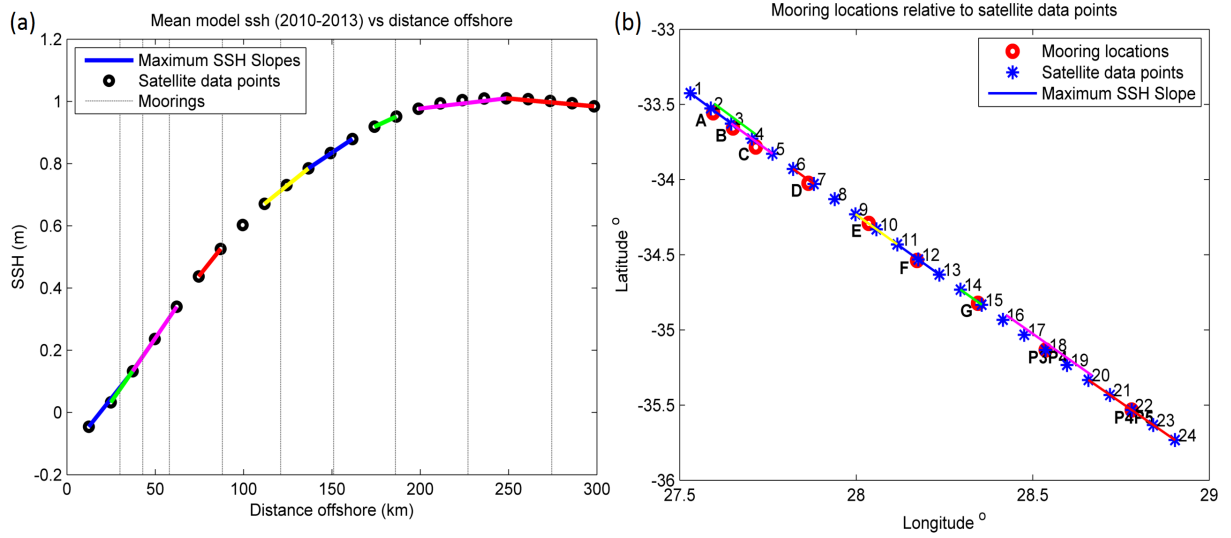 (a)
Mean model ssh (2010-2013) vs distance offshore
Maximum SSH Slopes
Satellite data points
Moorings
SSH (m)
1.2
1
0.8
0.6
0.4
0.2
0
-0.2
0 50 100 150 200 250 300
Distance offshore (km)
(b)
Mooring locations relative to satellite data points
Mooring locations
Satellite data points
Maximum SSH Slope
Latitude o
-33
-33.5
-34
-34.5
-35
-35.5
-36
1
2
A
3
B
4
C
5
6
D
7
8
9
E
10
11
F
12
13
14
G
15
16
17
18
P3P4
19
20
21
22
P4P5
23
24
27.5 28 28.5 29
Longitude o